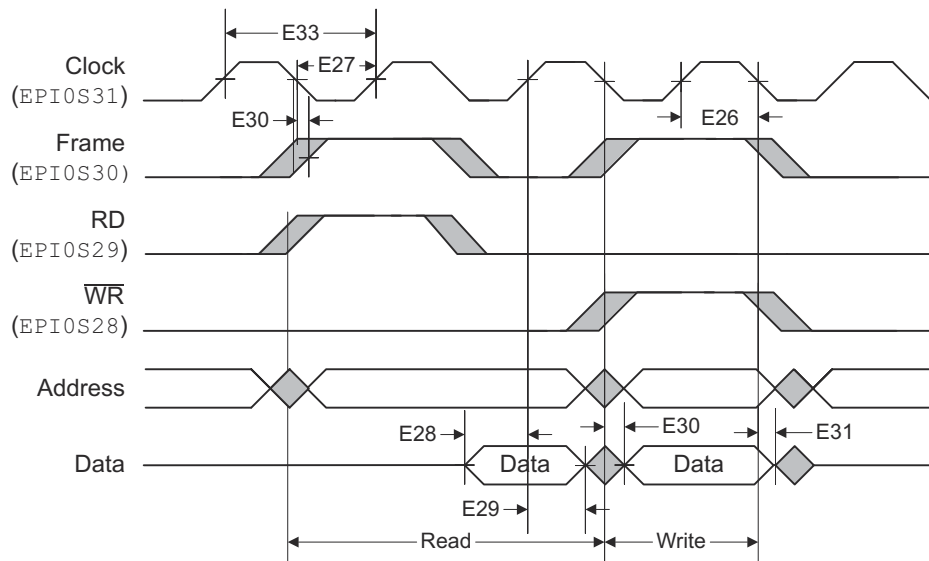 E33
Clock
(EPI0S31)
E27
E30
E26
Frame
(EPI0S30)
RD
(EPI0S29)
WR
(EPI0S28)
Address
E28
E30
E31
Data
Data
Data
E29
Read
Write